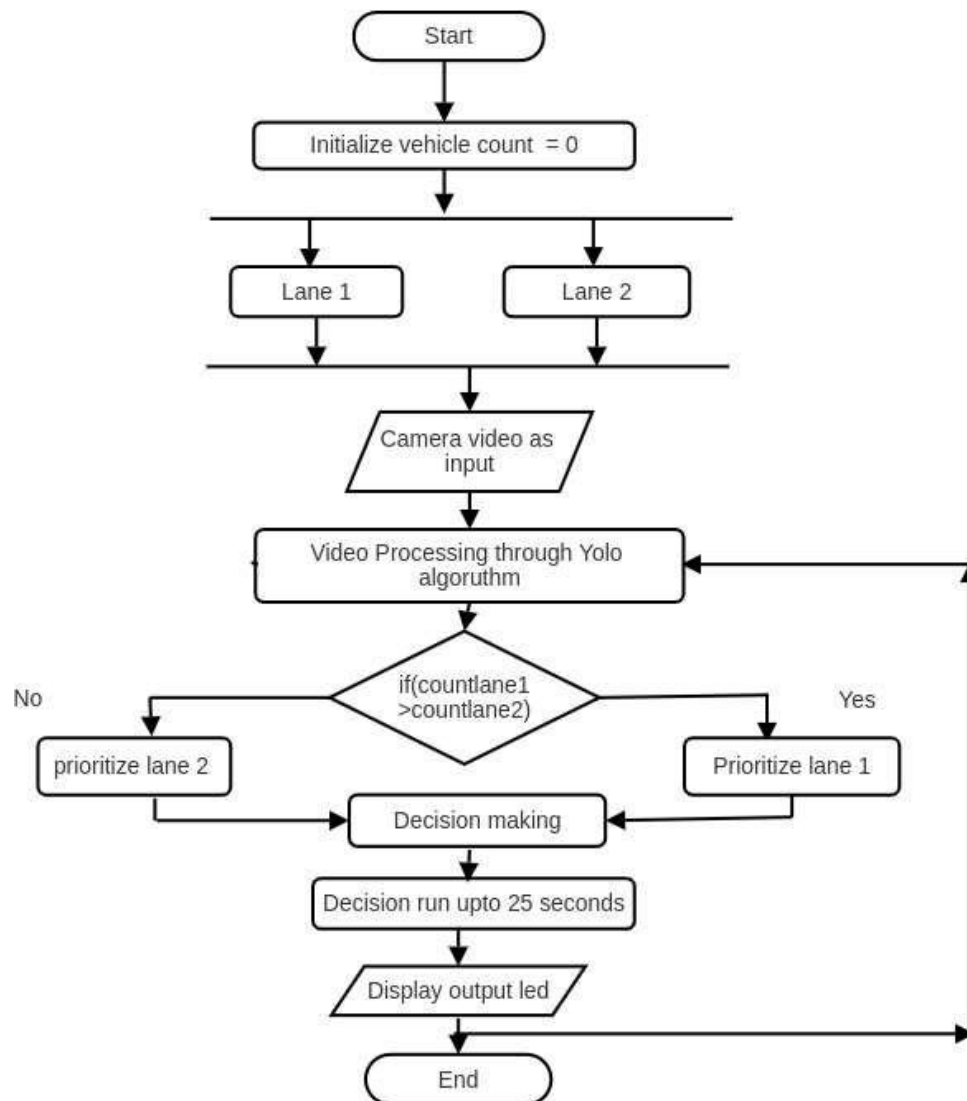 Start
Initialize vehicle count = 0
Lane 1
Lane 2
Camera video as
input
Video Processing through Yolo
algoruthm
if(countlane1
>countlane2)
No
Yes
prioritize lane 2
Prioritize lane 1
Decision making
Decision run upto 25 seconds
Display output led
End